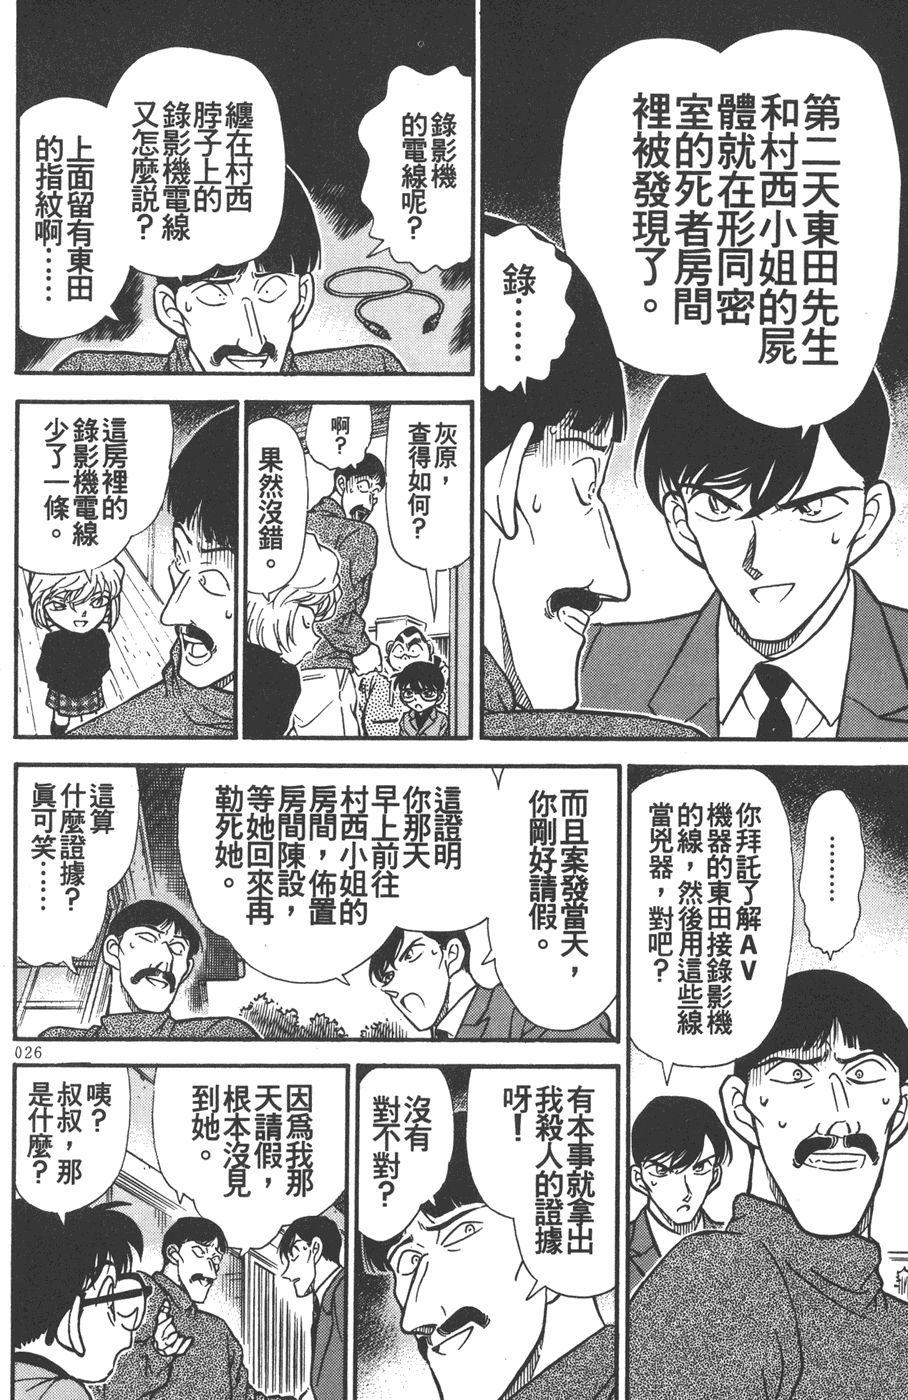 第二天東田先生
和村西小姐的屍
體就在形同密
室的死者房間
裡被發現了。
錄……
錄影機
的電線呢？
纏在村西
脖子上的
錄影機電線
又怎麼説？
上面留有東田
的指紋啊……
灰原，
查得如何？
啊？
果然沒錯。
這房裡的
錄影機電線
少了一條。
………
你拜託了解AV
機器的東田接錄影機
的線，然後用這些線
當兇器，對吧？
而且案發當天，
你剛好請假。
這證明
你那天
早上前往
村西小姐的
房間，佈置
房間陳設，
等她回來再
勒死她。
這算
什麼證據？
眞可笑……
有本事就拿出
我殺人的證據
呀！
沒有
對不對？
因爲我那
天請假，
根本沒見
到她。
咦？
叔叔，那
是什麼？
026